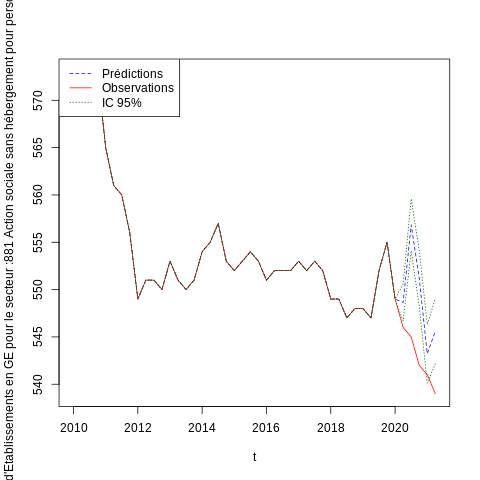 d'Etablissements en GE pour le secteur :881 Action sociale sans hébergement pour perso
Prédictions
Observations
IC 95%
570
565
560
555
550
545
540
2010
2012
2014
2016
2018
2020
t